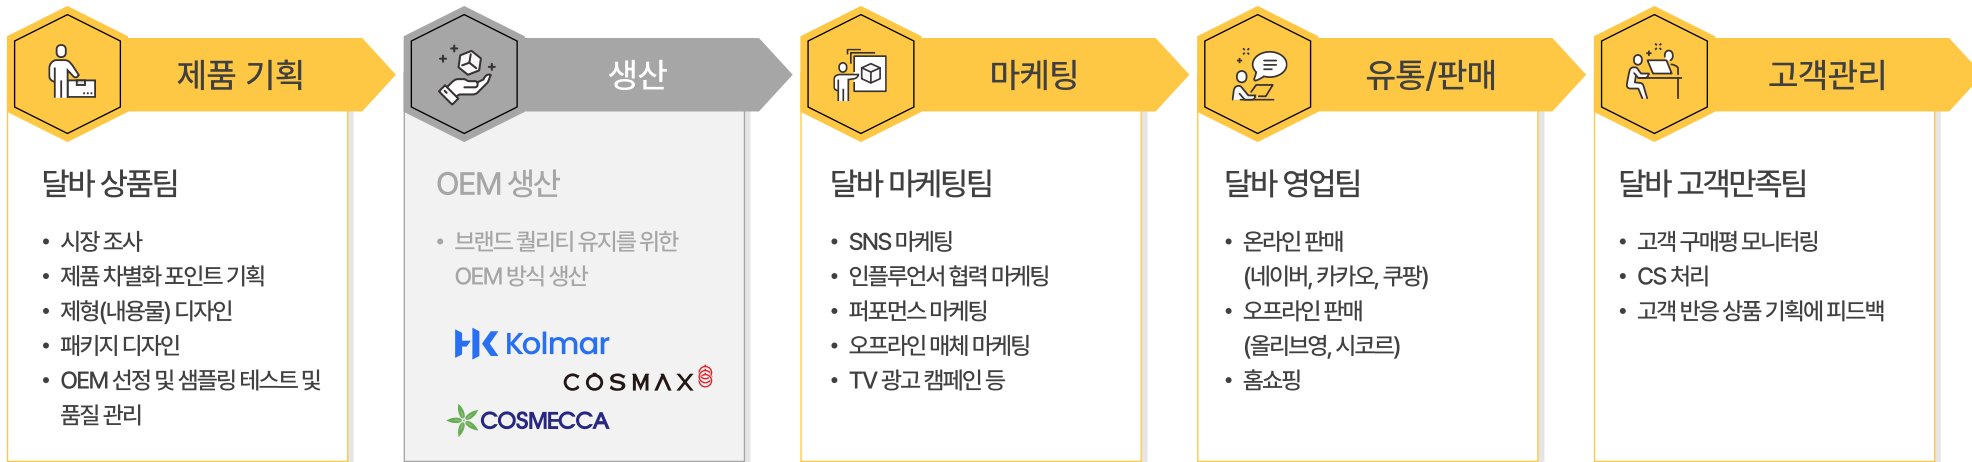 제품 기획
달바 상품팀
• 시장 조사
• 제품 차별화 포인트 기획
• 제형(내용물) 디자인
• 패키지 디자인
• OEM 선정 및 샘플링 테스트 및
품질 관리
생산
OEM 생산
• 브랜드 퀄리티 유지를 위한
OEM 방식 생산
HK Kolmar
COSMAX
COSMECCA
마케팅
달바 마케팅팀
• SNS 마케팅
• 인플루언서 협력 마케팅
• 퍼포먼스 마케팅
• 오프라인 매체 마케팅
• TV 광고 캠페인 등
유통/판매
달바 영업팀
• 온라인 판매
(네이버, 카카오, 쿠팡)
• 오프라인 판매
(올리브영, 시코르)
• 홈쇼핑
고객관리
달바 고객만족팀
• 고객 구매평 모니터링
• CS 처리
• 고객 반응 상품 기획에 피드백